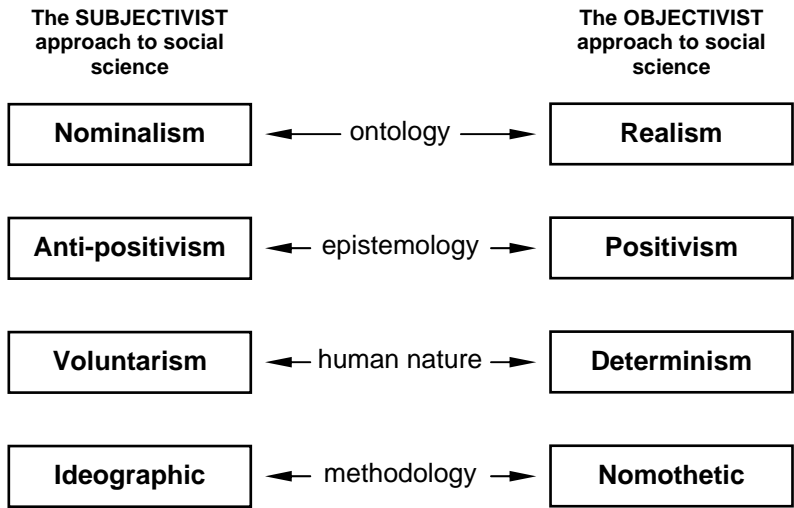 The SUBJECTIVIST
approach to social
science
The OBJECTIVIST
approach to social
science
Nominalism
ontology
Realism
Anti-positivism
epistemology
Positivism
Voluntarism
human nature
Determinism
Ideographic
methodology
Nomothetic